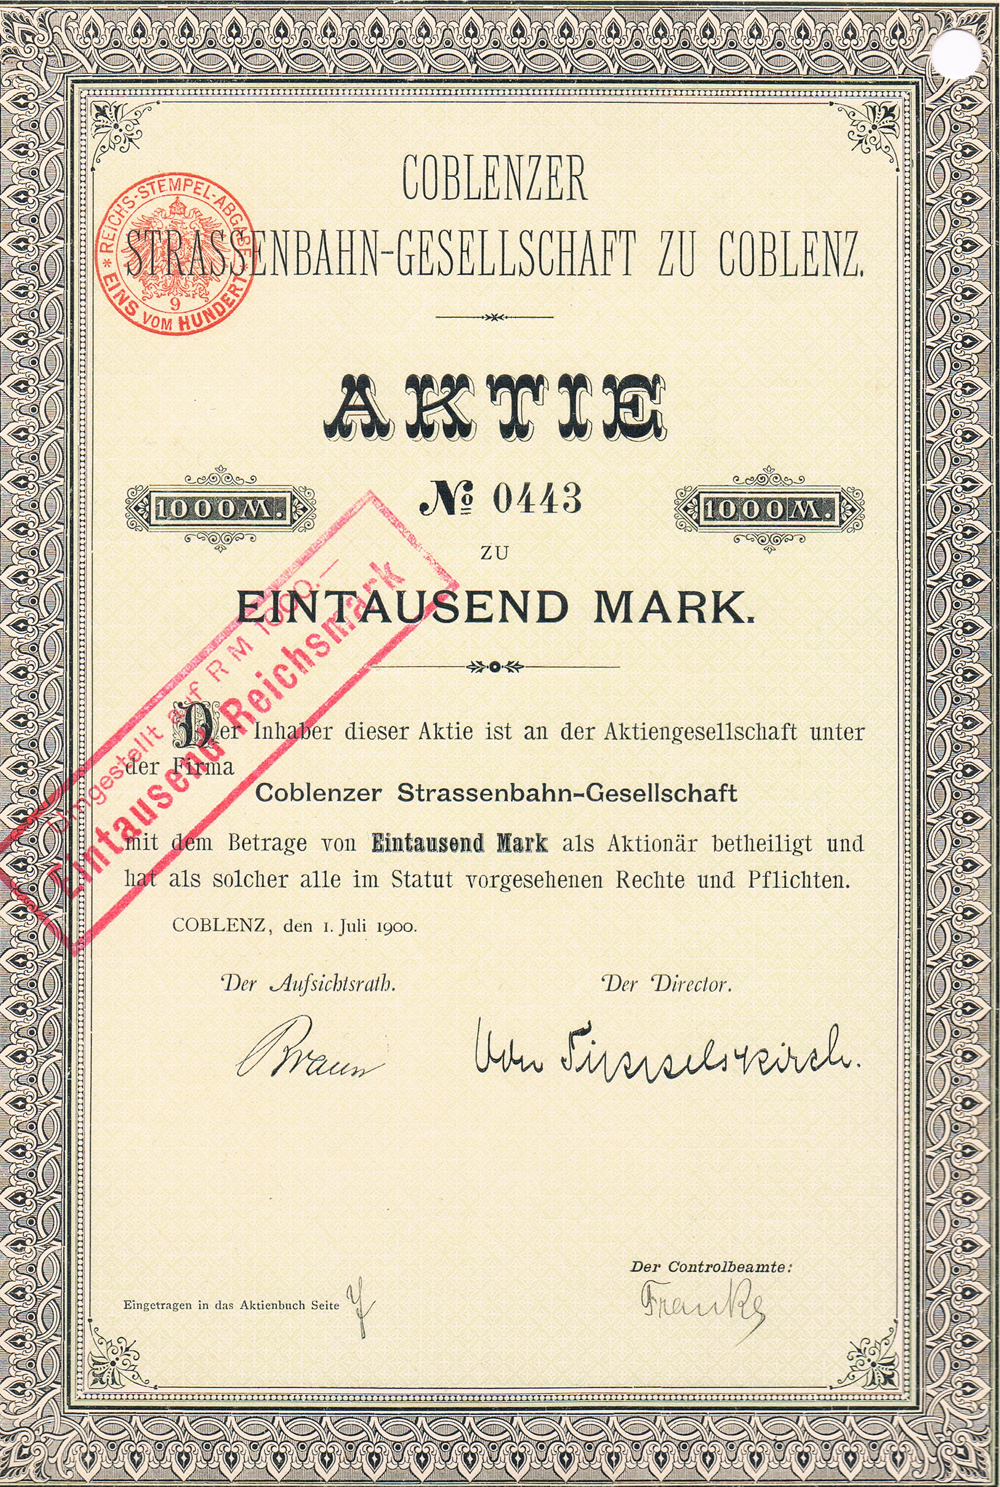 COBLENZER
STRASSENBAHN-GESELLSCHAFT ZU COBLENZ.
* REICHS-STEMPEL-ABGABE *
EINS VOM HUNDERT
9
AKTIE
1000 M.
№ 0443
1000 M.
ZU
EINTAUSEND MARK.
Umgestellt auf RM 1000.—
Eintausend Reichsmark
Der Inhaber dieser Aktie ist an der Aktiengesellschaft unter
der Firma
Coblenzer Strassenbahn-Gesellschaft
mit dem Betrage von Eintausend Mark als Aktionär betheiligt und
hat als solcher alle im Statut vorgesehenen Rechte und Pflichten.
COBLENZ, den 1. Juli 1900.
Der Aufsichtsrath.
Der Director.
Braun
von Tippelskirch.
Der Controlbeamte:
Franke
Eingetragen in das Aktienbuch Seite